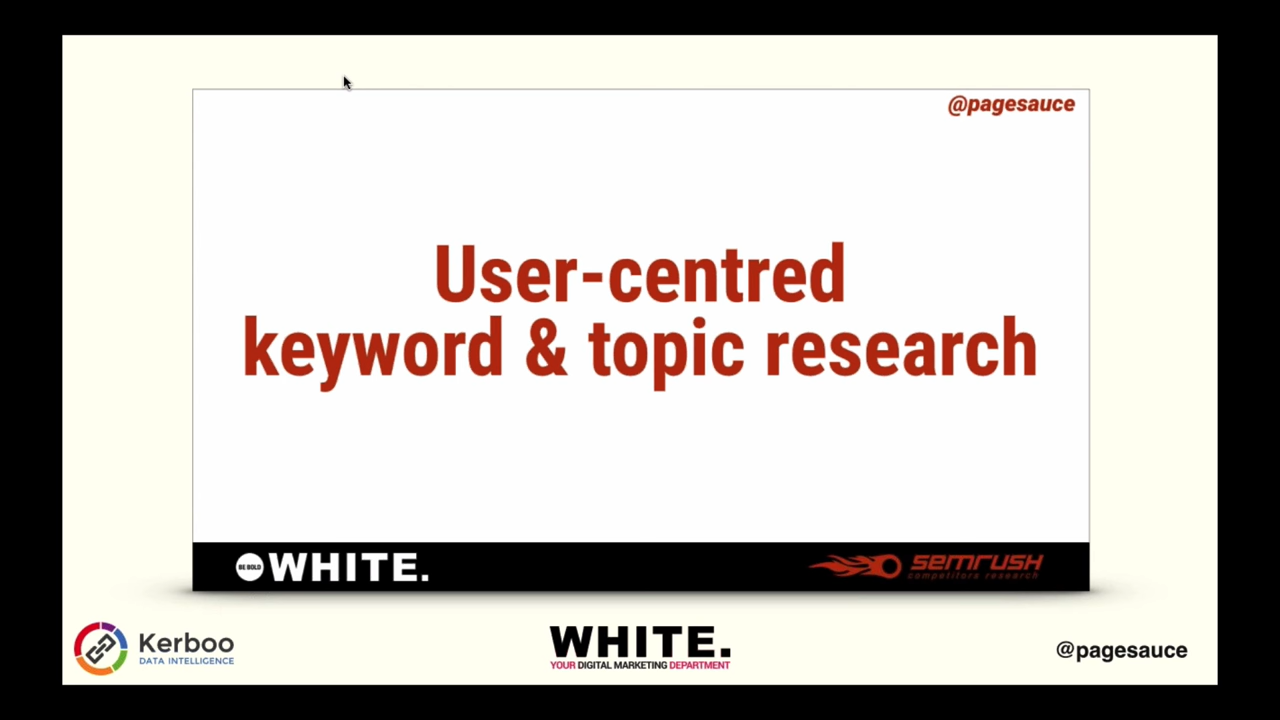 @pagesauce
User-centred
keyword & topic research
BE BOLD
WHITE.
semrush
competitors research
Kerboo
DATA INTELLIGENCE
WHITE.
YOUR DIGITAL MARKETING DEPARTMENT
@pagesauce